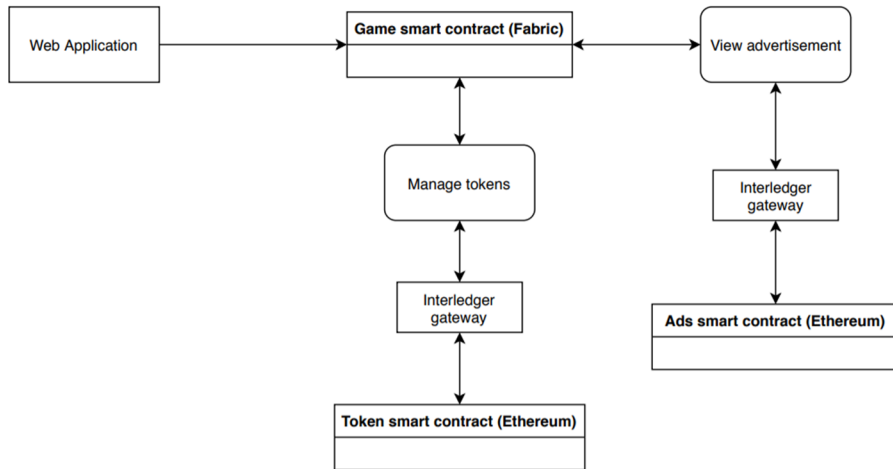 Web Application
Game smart contract (Fabric)
View advertisement
Manage tokens
Interledger
gateway
Interledger
gateway
Ads smart contract (Ethereum)
Token smart contract (Ethereum)